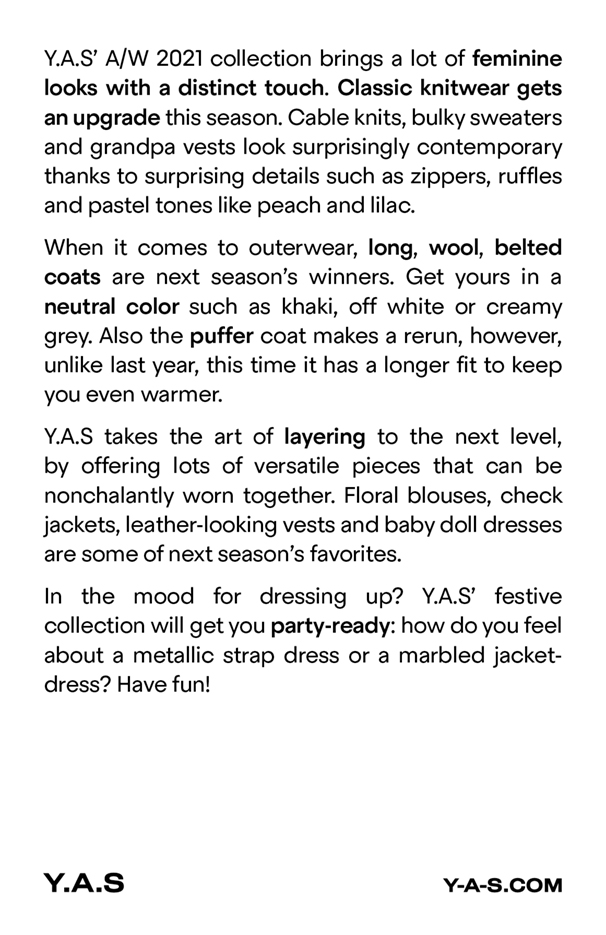 Y.A.S’ A/W 2021 collection brings a lot of feminine
looks with a distinct touch. Classic knitwear gets
an upgrade this season. Cable knits, bulky sweaters
and grandpa vests look surprisingly contemporary
thanks to surprising details such as zippers, ruffles
and pastel tones like peach and lilac.
When it comes to outerwear, long, wool, belted
coats are next season’s winners. Get yours in a
neutral color such as khaki, off white or creamy
grey. Also the puffer coat makes a rerun, however,
unlike last year, this time it has a longer fit to keep
you even warmer.
Y.A.S takes the art of layering to the next level,
by offering lots of versatile pieces that can be
nonchalantly worn together. Floral blouses, check
jackets, leather-looking vests and baby doll dresses
are some of next season’s favorites.
In the mood for dressing up? Y.A.S’ festive
collection will get you party-ready: how do you feel
about a metallic strap dress or a marbled jacket-
dress? Have fun!
Y.A.S
Y-A-S.COM